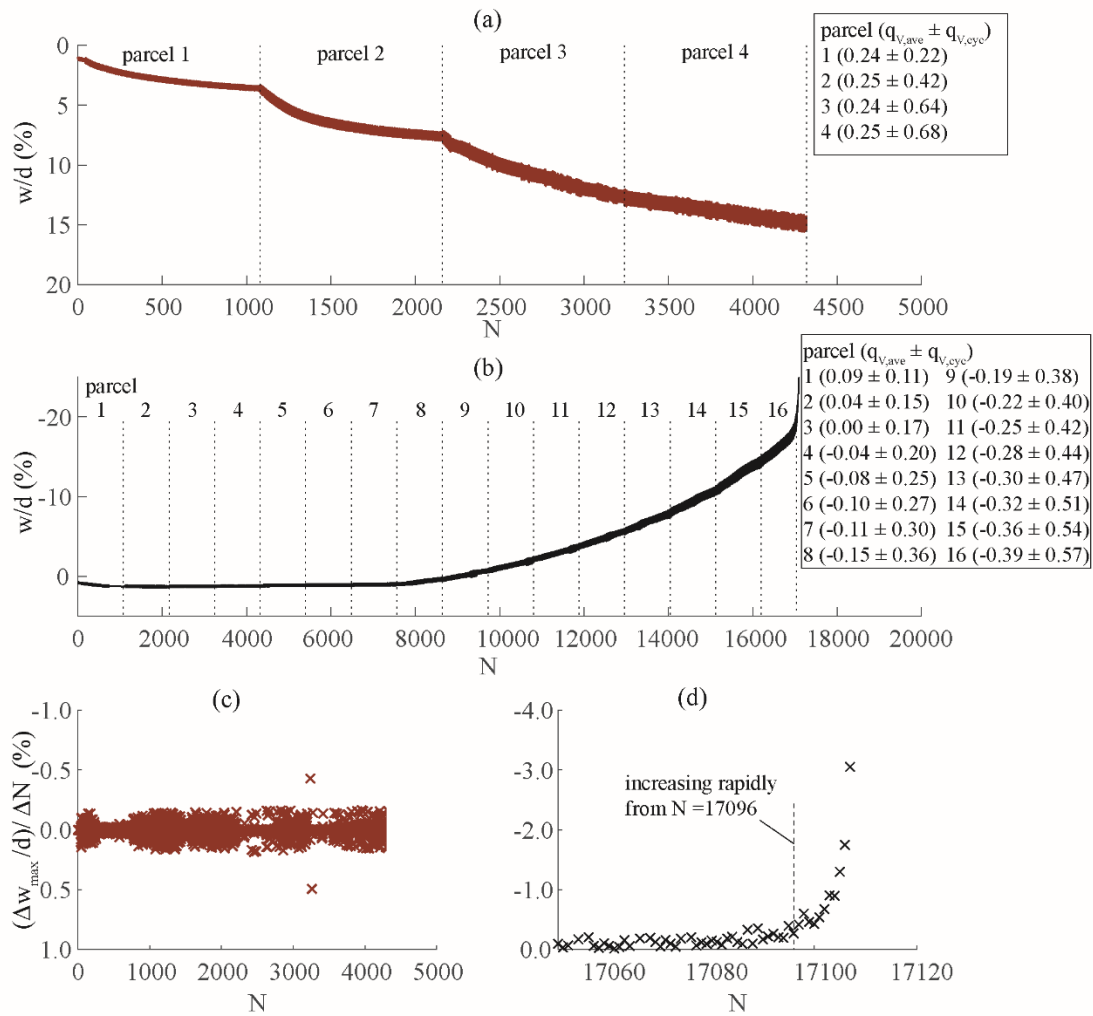 (a)
parcel 1 parcel 2 parcel 3 parcel 4
parcel (q_V,ave ± q_V,cyc)
1 (0.24 ± 0.22)
2 (0.25 ± 0.42)
3 (0.24 ± 0.64)
4 (0.25 ± 0.68)
w/d (%)
0
5
10
15
20
0 500 1000 1500 2000 2500 3000 3500 4000 4500 5000
N
(b)
parcel
1 2 3 4 5 6 7 8 9 10 11 12 13 14 15 16
parcel (q_V,ave ± q_V,cyc)
1 (0.09 ± 0.11) 9 (-0.19 ± 0.38)
2 (0.04 ± 0.15) 10 (-0.22 ± 0.40)
3 (0.00 ± 0.17) 11 (-0.25 ± 0.42)
4 (-0.04 ± 0.20) 12 (-0.28 ± 0.44)
5 (-0.08 ± 0.25) 13 (-0.30 ± 0.47)
6 (-0.10 ± 0.27) 14 (-0.32 ± 0.51)
7 (-0.11 ± 0.30) 15 (-0.36 ± 0.54)
8 (-0.15 ± 0.36) 16 (-0.39 ± 0.57)
w/d (%)
-20
-10
0
0 2000 4000 6000 8000 10000 12000 14000 16000 18000 20000
N
(c)
(Δw_max/d)/ ΔN (%)
-1.0
-0.5
0.0
0.5
1.0
0 1000 2000 3000 4000 5000
N
(d)
-4.0
-3.0
-2.0
-1.0
0.0
increasing rapidly
from N =17096
17060 17080 17100 17120
N